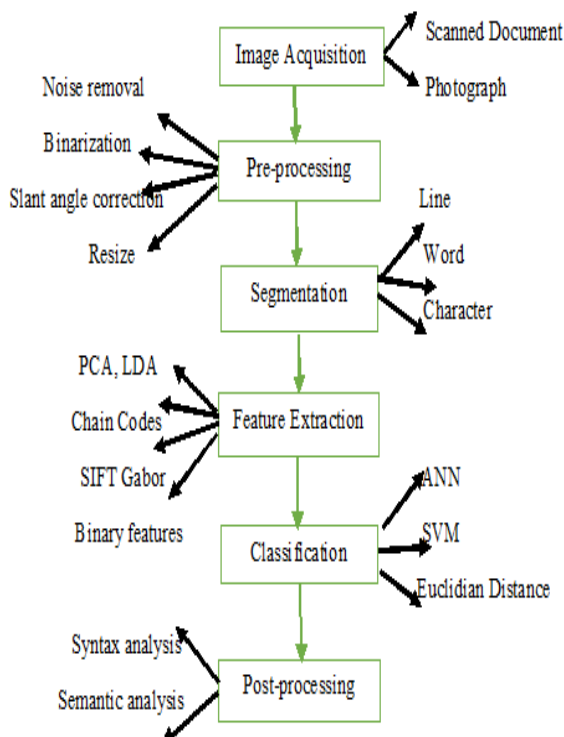 Image Acquisition
Scanned Document
Photograph
Noise removal
Binarization
Slant angle correction
Resize
Pre-processing
Line
Word
Character
Segmentation
PCA, LDA
Chain Codes
SIFT Gabor
Binary features
Feature Extraction
ANN
SVM
Euclidian Distance
Classification
Syntax analysis
Semantic analysis
Post-processing